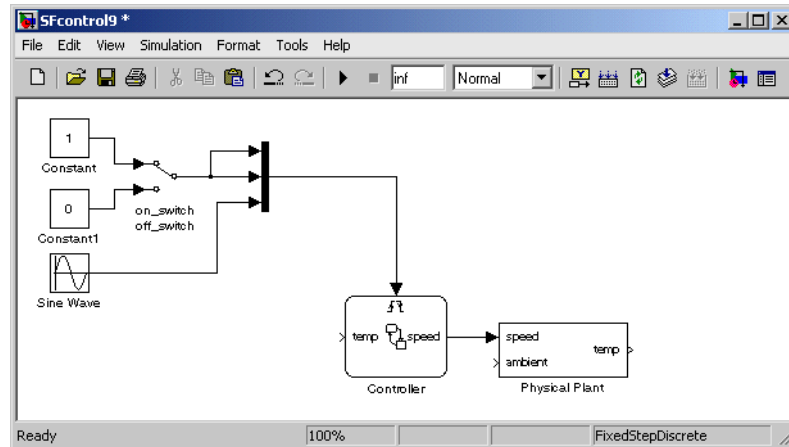 SFcontrol9 *
File Edit View Simulation Format Tools Help
inf Normal
1
Constant
0
Constant1
on_switch
off_switch
Sine Wave
temp speed
Controller
speed
ambient
temp
Physical Plant
Ready 100% FixedStepDiscrete